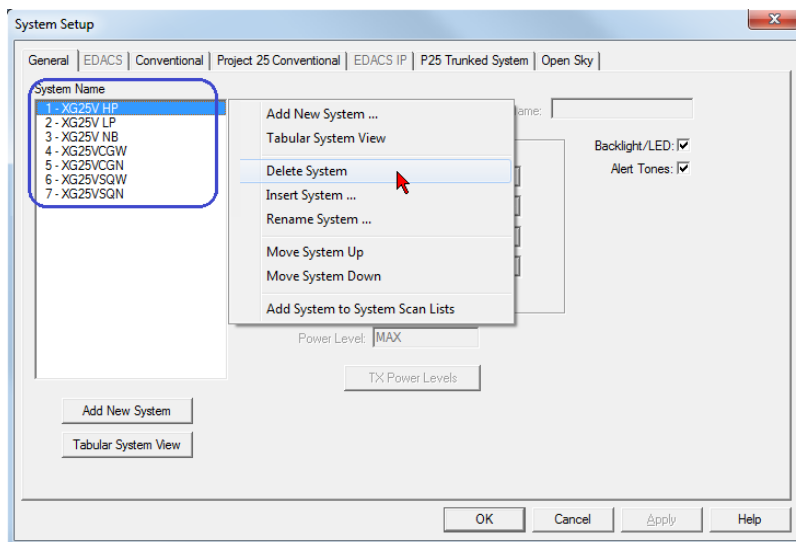 System Setup
General EDACS Conventional Project 25 Conventional EDACS IP P25 Trunked System Open Sky
System Name
1 - XG25V HP
2 - XG25V LP
3 - XG25V NB
4 - XG25VCGW
5 - XG25VCGN
6 - XG25VSQW
7 - XG25VSQN
Add New System ...
Tabular System View
Delete System
Insert System ...
Rename System ...
Move System Up
Move System Down
Add System to System Scan Lists
Backlight/LED:
Alert Tones:
Power Level: MAX
TX Power Levels
Add New System
Tabular System View
OK Cancel Apply Help